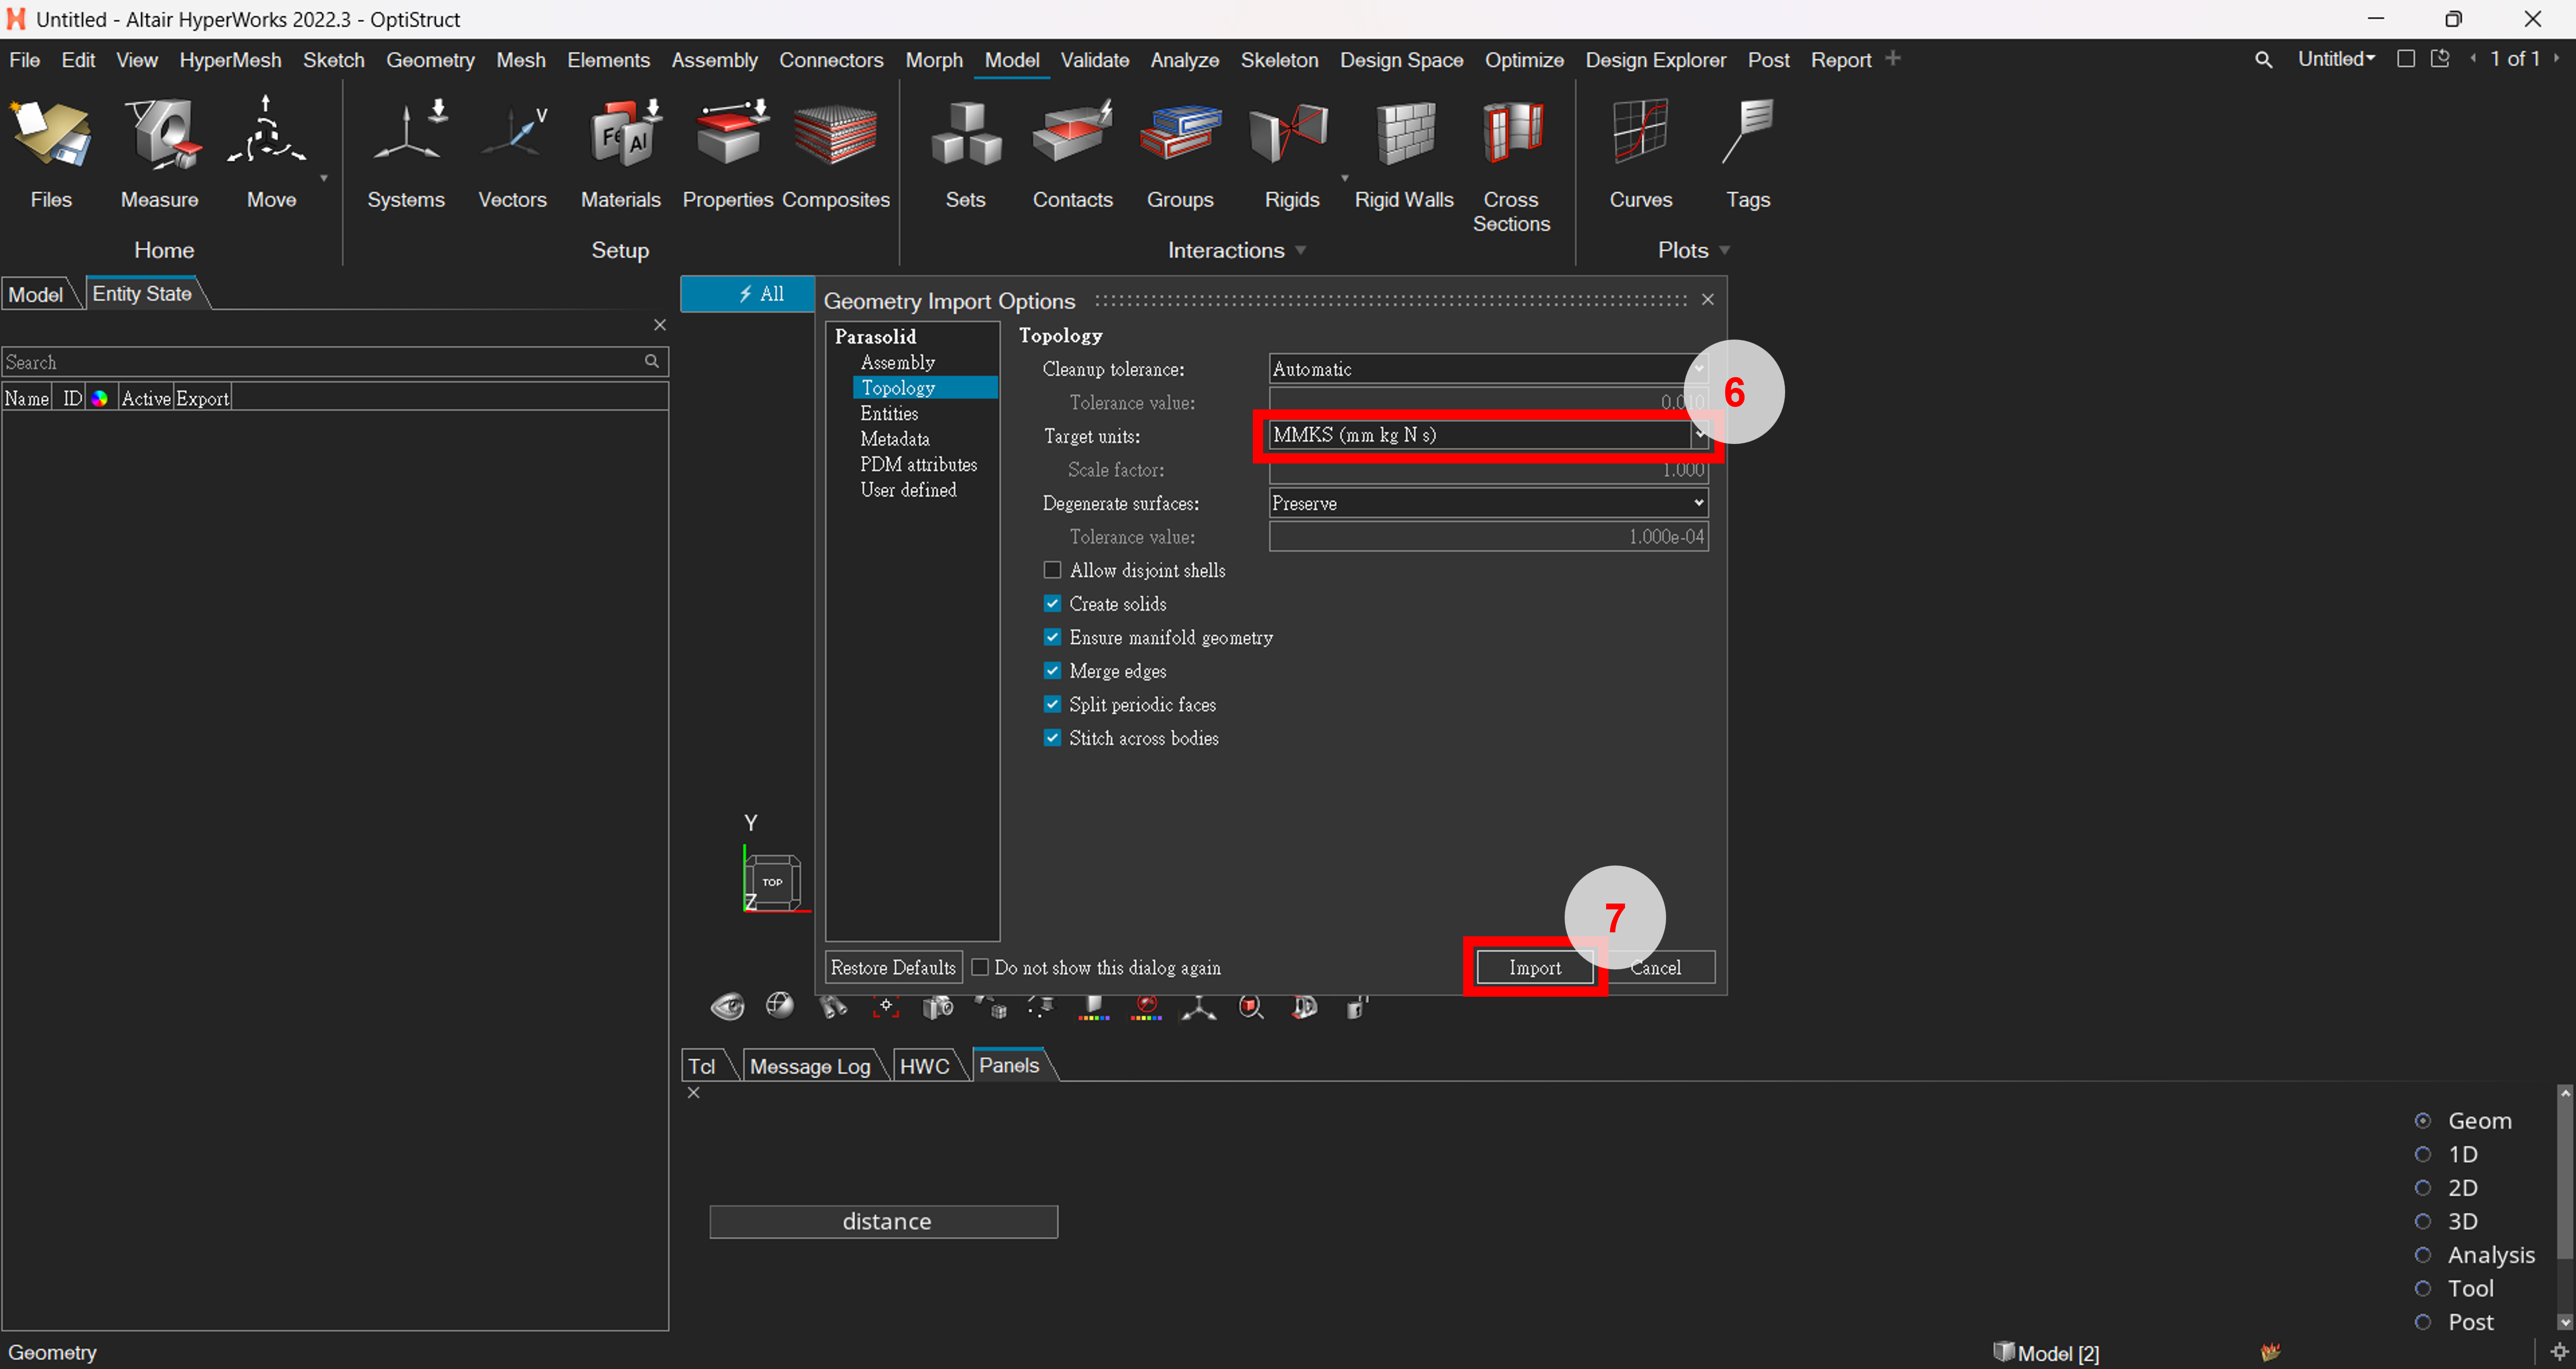 Untitled - Altair HyperWorks 2022.3 - OptiStruct
File Edit View HyperMesh Sketch Geometry Mesh Elements Assembly Connectors Morph Model Validate Analyze Skeleton Design Space Optimize Design Explorer Post Report Untitled 1 of 1
V Fe Al
Files Measure Move Systems Vectors Materials Properties Composites Sets Contacts Groups Rigids Rigid Walls Cross Sections Curves Tags
Home Setup Interactions Plots
Model Entity State
All
Geometry Import Options
Search
Name ID Active Export
Parasolid
Assembly
Topology
Entities
Metadata
PDM attributes
User defined
Topology
Cleanup tolerance: Automatic
Tolerance value: 0.010
6
Target units: MMKS (mm kg N s)
Scale factor: 1.000
Degenerate surfaces: Preserve
Tolerance value: 1.000e-04
Allow disjoint shells
Create solids
Ensure manifold geometry
Merge edges
Split periodic faces
Stitch across bodies
Y
TOP
Z
7
Restore Defaults Do not show this dialog again Import Cancel
Tcl Message Log HWC Panels
distance
Geom
1D
2D
3D
Analysis
Tool
Post
Geometry Model [2]